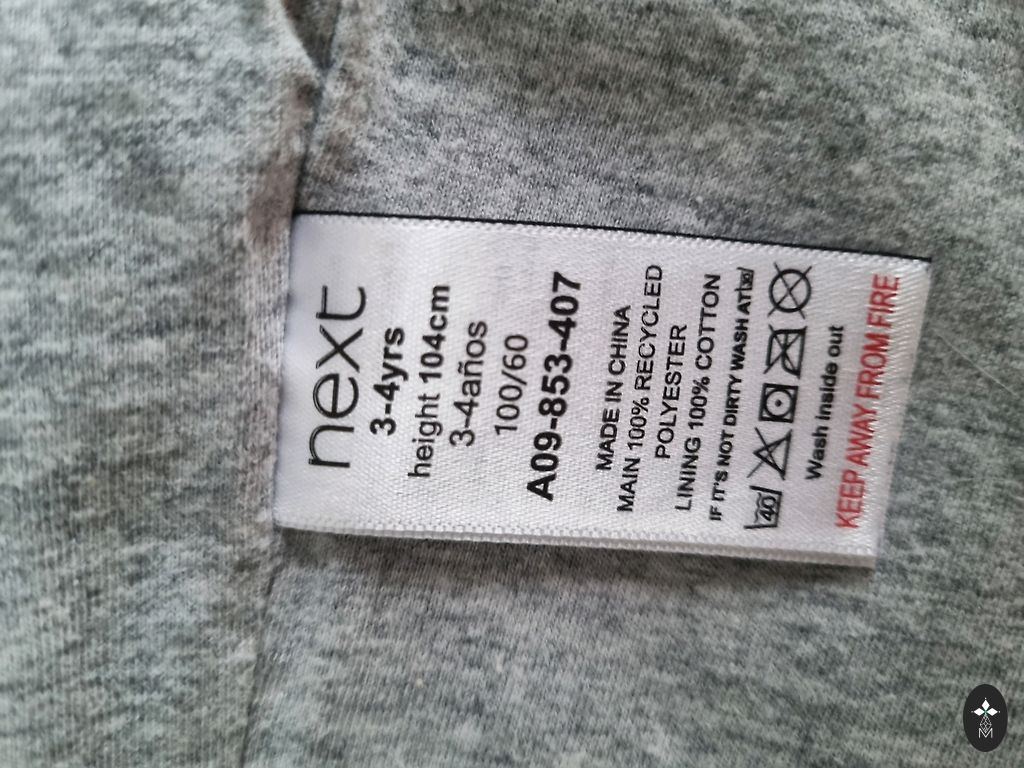 next
3-4yrs
height 104cm
3-4años
100/60
A09-853-407
MADE IN CHINA
MAIN 100% RECYCLED
POLYESTER
LINING 100% COTTON
IF IT'S NOT DIRTY WASH AT 30
40
Wash inside out
KEEP AWAY FROM FIRE
M